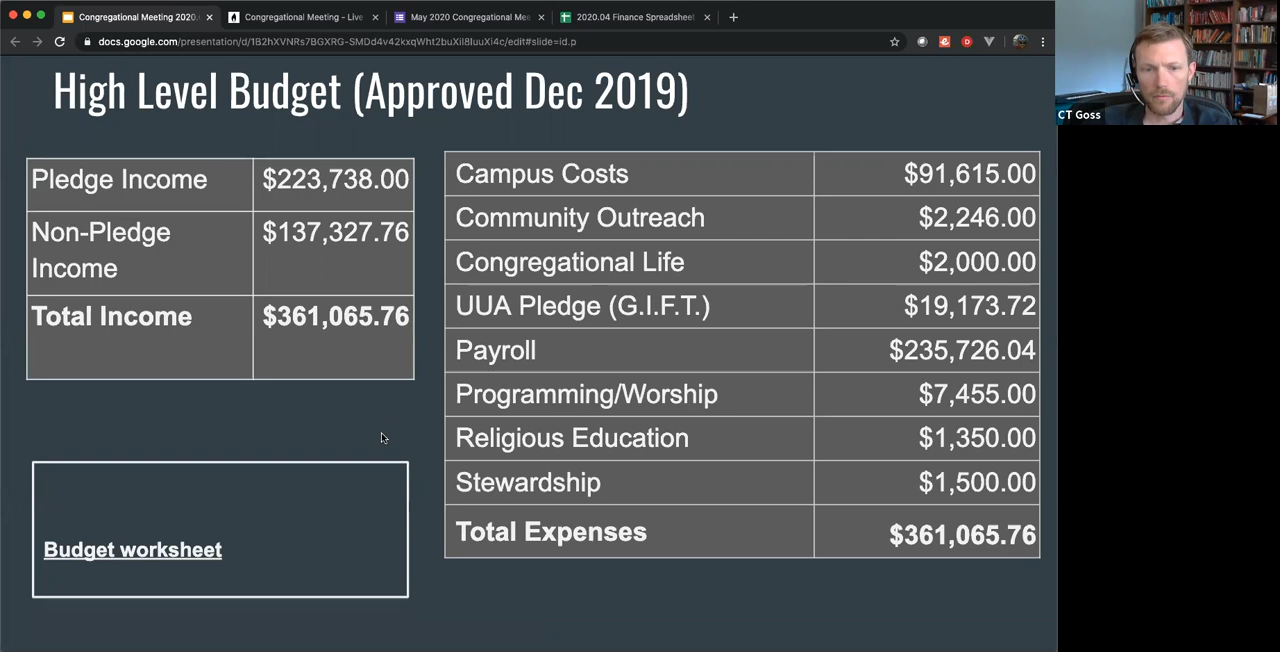 Congregational Meeting 2020.
Congregational Meeting - Live
May 2020 Congregational Mee
2020.04 Finance Spreadsheet
docs.google.com/presentation/d/1B2hXVNRs7BGXRG-SMDd4v42kxqWht2buXil8IuuXi4c/edit#slide=id.p
CT Goss
High Level Budget (Approved Dec 2019)
Pledge Income $223,738.00
Non-Pledge Income $137,327.76
Total Income $361,065.76
Budget worksheet
Campus Costs $91,615.00
Community Outreach $2,246.00
Congregational Life $2,000.00
UUA Pledge (G.I.F.T.) $19,173.72
Payroll $235,726.04
Programming/Worship $7,455.00
Religious Education $1,350.00
Stewardship $1,500.00
Total Expenses $361,065.76